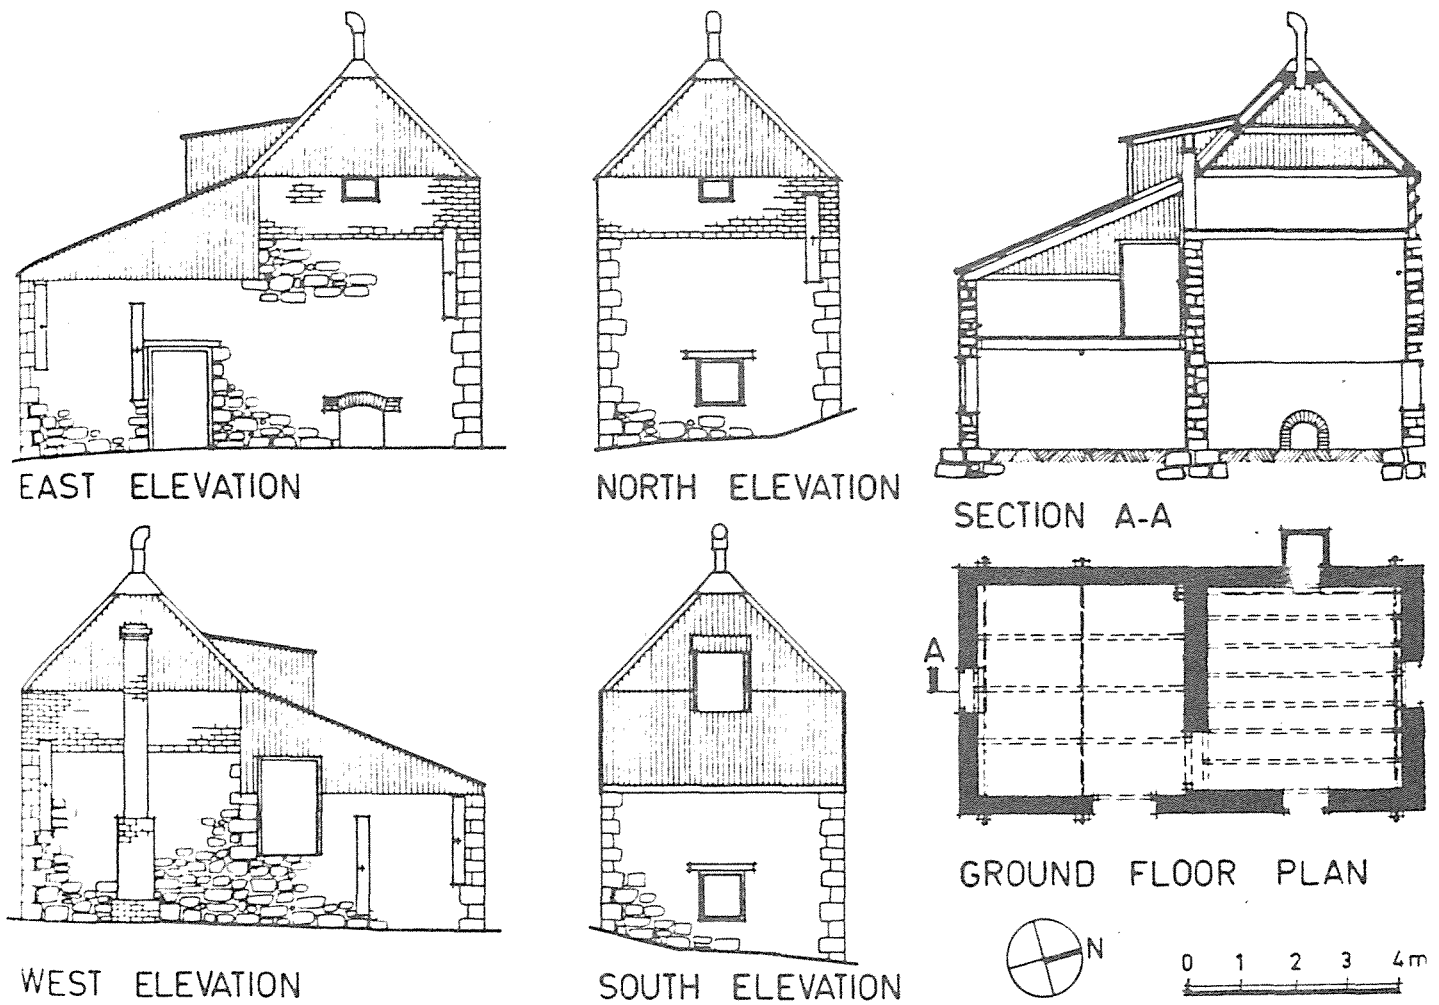 EAST ELEVATION
NORTH ELEVATION
SECTION A-A
A
GROUND FLOOR PLAN
WEST ELEVATION
SOUTH ELEVATION
N
0 1 2 3 4m